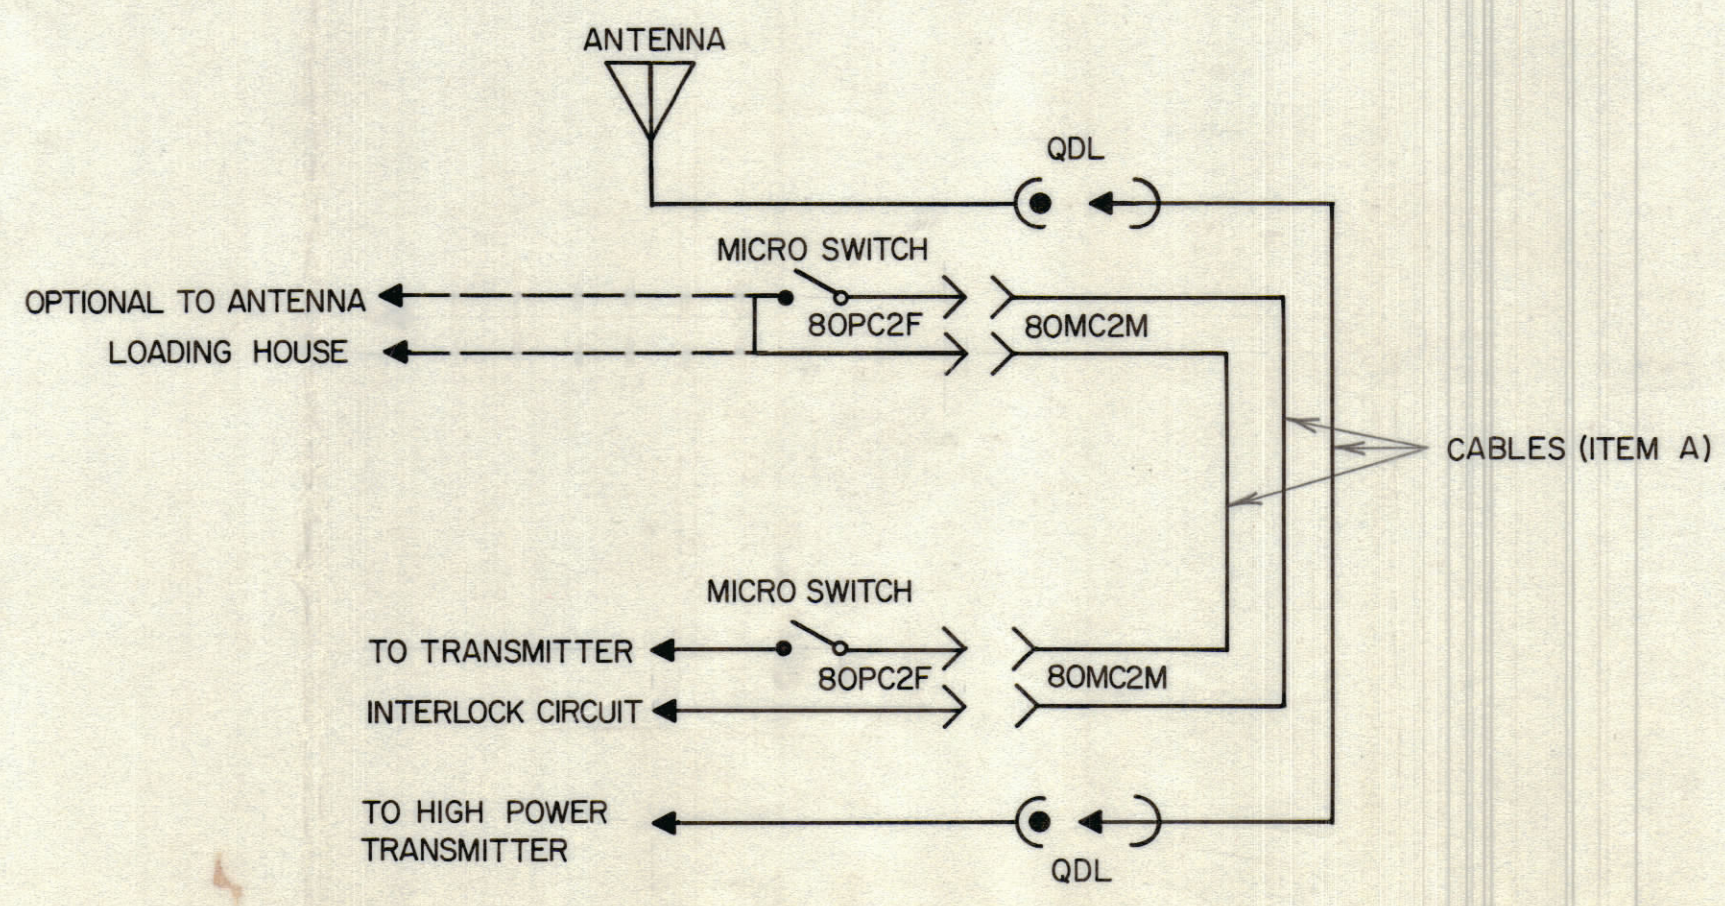 ANTENNA
QDL
MICRO SWITCH
OPTIONAL TO ANTENNA
80PC2F
80MC2M
LOADING HOUSE
CABLES (ITEM A)
MICRO SWITCH
TO TRANSMITTER
80PC2F
80MC2M
INTERLOCK CIRCUIT
TO HIGH POWER
TRANSMITTER
QDL